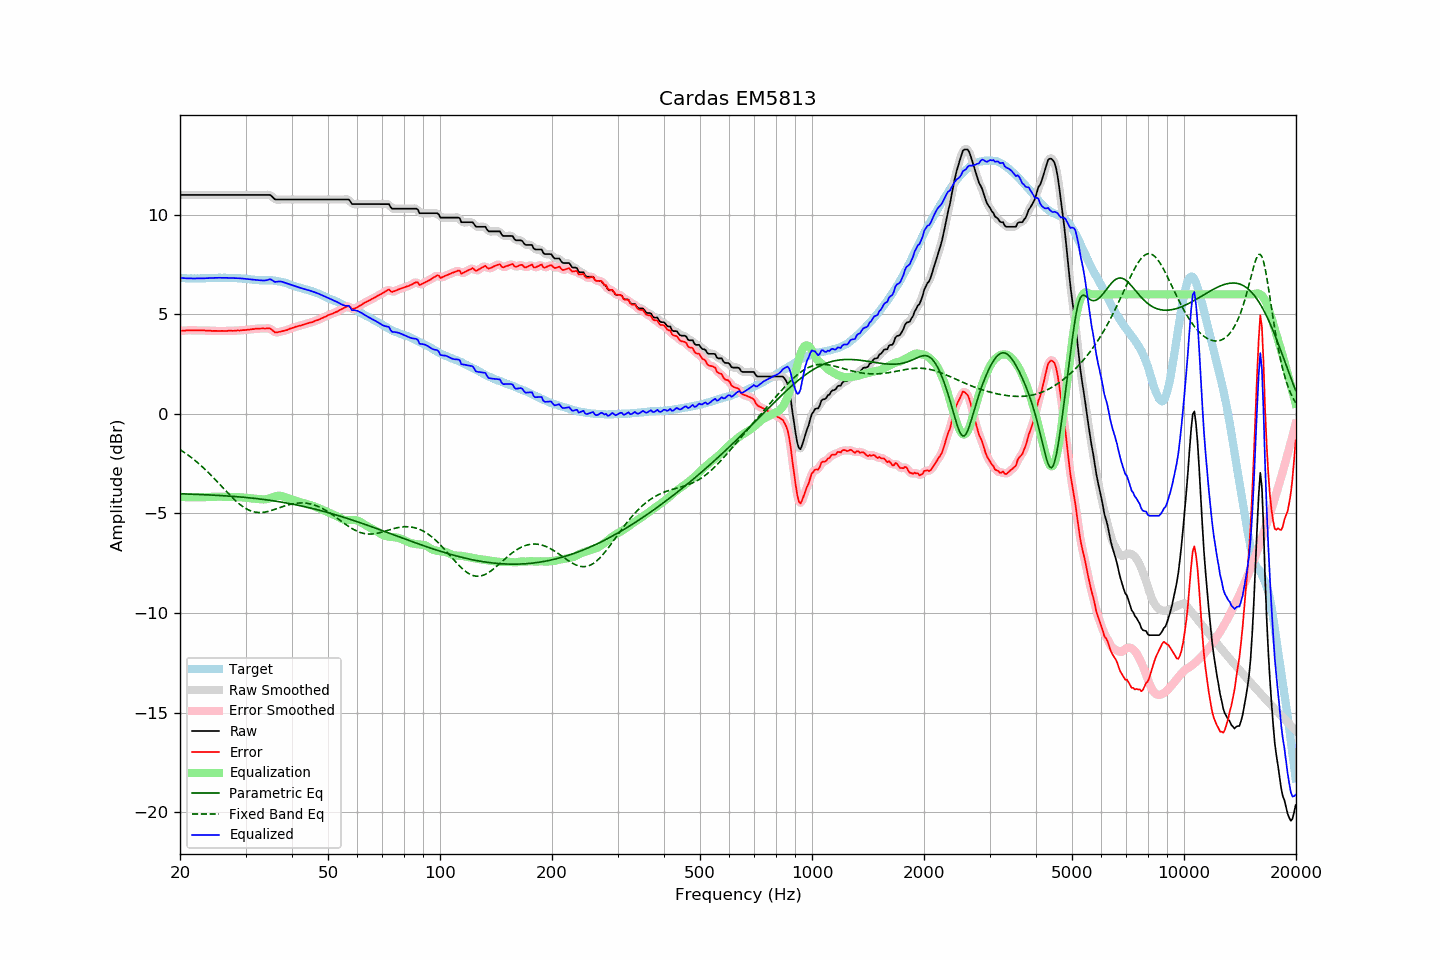 Cardas EM5813
Amplitude (dBr)
10
5
0
−5
−10
−15
−20
Target
Raw Smoothed
Error Smoothed
Raw
Error
Equalization
Parametric Eq
Fixed Band Eq
Equalized
20 50 100 200 500 1000 2000 5000 10000 20000
Frequency (Hz)